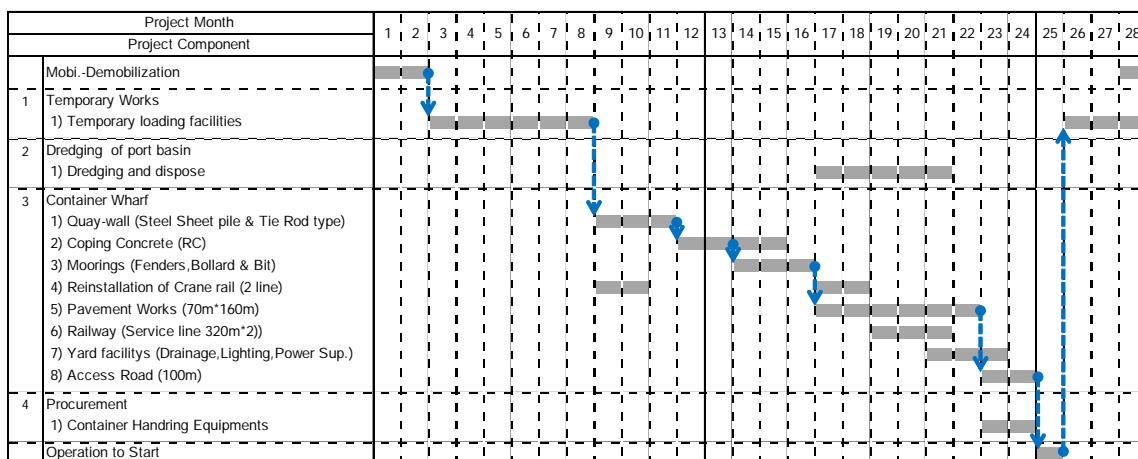 Project Month
1 2 3 4 5 6 7 8 9 10 11 12 13 14 15 16 17 18 19 20 21 22 23 24 25 26 27 28
Project Component
Mobi.-Demobilization
1 Temporary Works
1) Temporary loading facilities
2 Dredging of port basin
1) Dredging and dispose
3 Container Wharf
1) Quay-wall (Steel Sheet pile & Tie Rod type)
2) Coping Concrete (RC)
3) Moorings (Fenders,Bollard & Bit)
4) Reinstallation of Crane rail (2 line)
5) Pavement Works (70m*160m)
6) Railway (Service line 320m*2))
7) Yard facilitys (Drainage,Lighting,Power Sup.)
8) Access Road (100m)
4 Procurement
1) Container Handring Equipments
Operation to Start